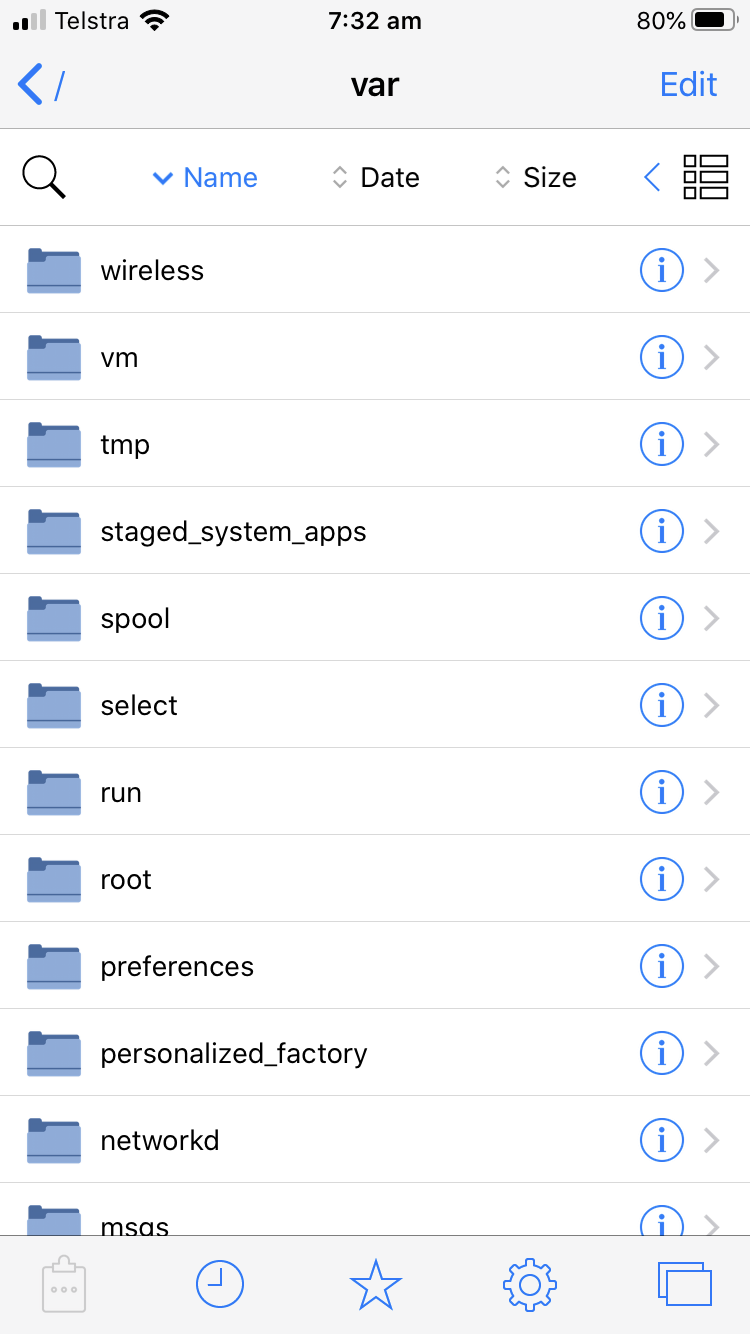 Telstra 7:32 am 80%
/ var Edit
Name Date Size
wireless
vm
tmp
staged_system_apps
spool
select
run
root
preferences
personalized_factory
networkd
msgs